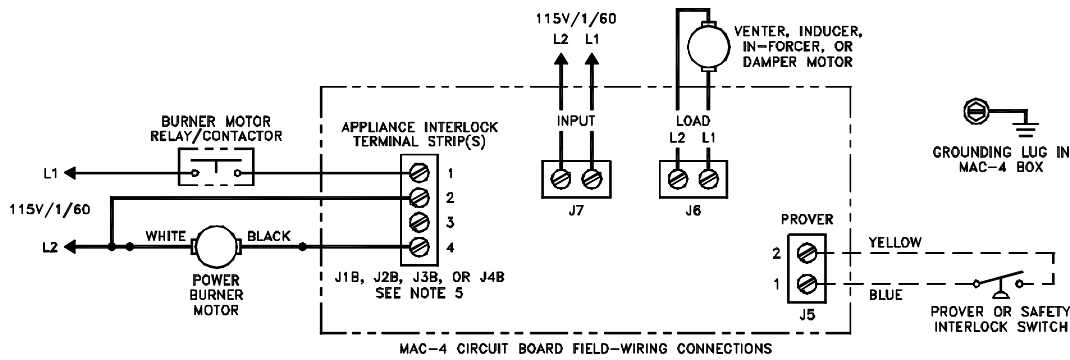 115V/1/60
L2 L1
VENTER, INDUCER,
IN-FORCER, OR
DAMPER MOTOR
BURNER MOTOR
RELAY/CONTACTOR
APPLIANCE INTERLOCK
TERMINAL STRIP(S)
INPUT
LOAD
L2 L1
GROUNDING LUG IN
MAC-4 BOX
L1
1
115V/1/60
2
3
L2
WHITE
BLACK
4
POWER
BURNER
MOTOR
J1B, J2B, J3B, OR J4B
SEE NOTE 5
J7
J6
PROVER
2
YELLOW
1
BLUE
J5
PROVER OR SAFETY
INTERLOCK SWITCH
MAC-4 CIRCUIT BOARD FIELD-WIRING CONNECTIONS